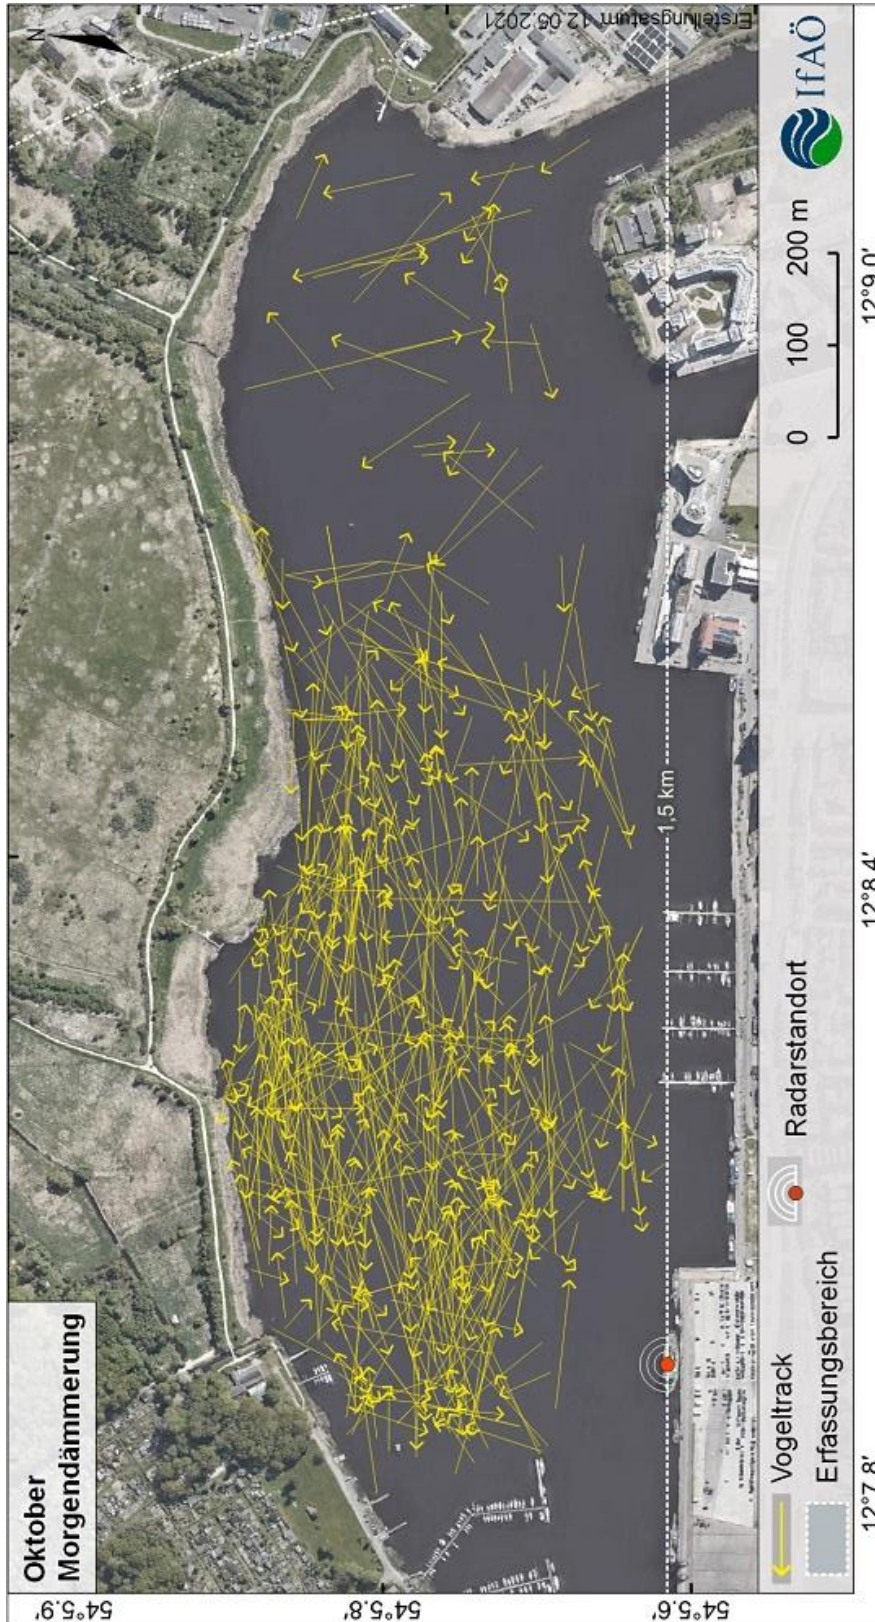 Oktober
Morgendämmerung
N
Erstellungsatum: 12.05.2021
1,5 km
Vogeltrack
Erfassungsbereich
Radarstandort
0 100 200 m
IfAÖ
54°5.9'
54°5.8'
54°5.6'
12°7.8'
12°8.4'
12°9.0'